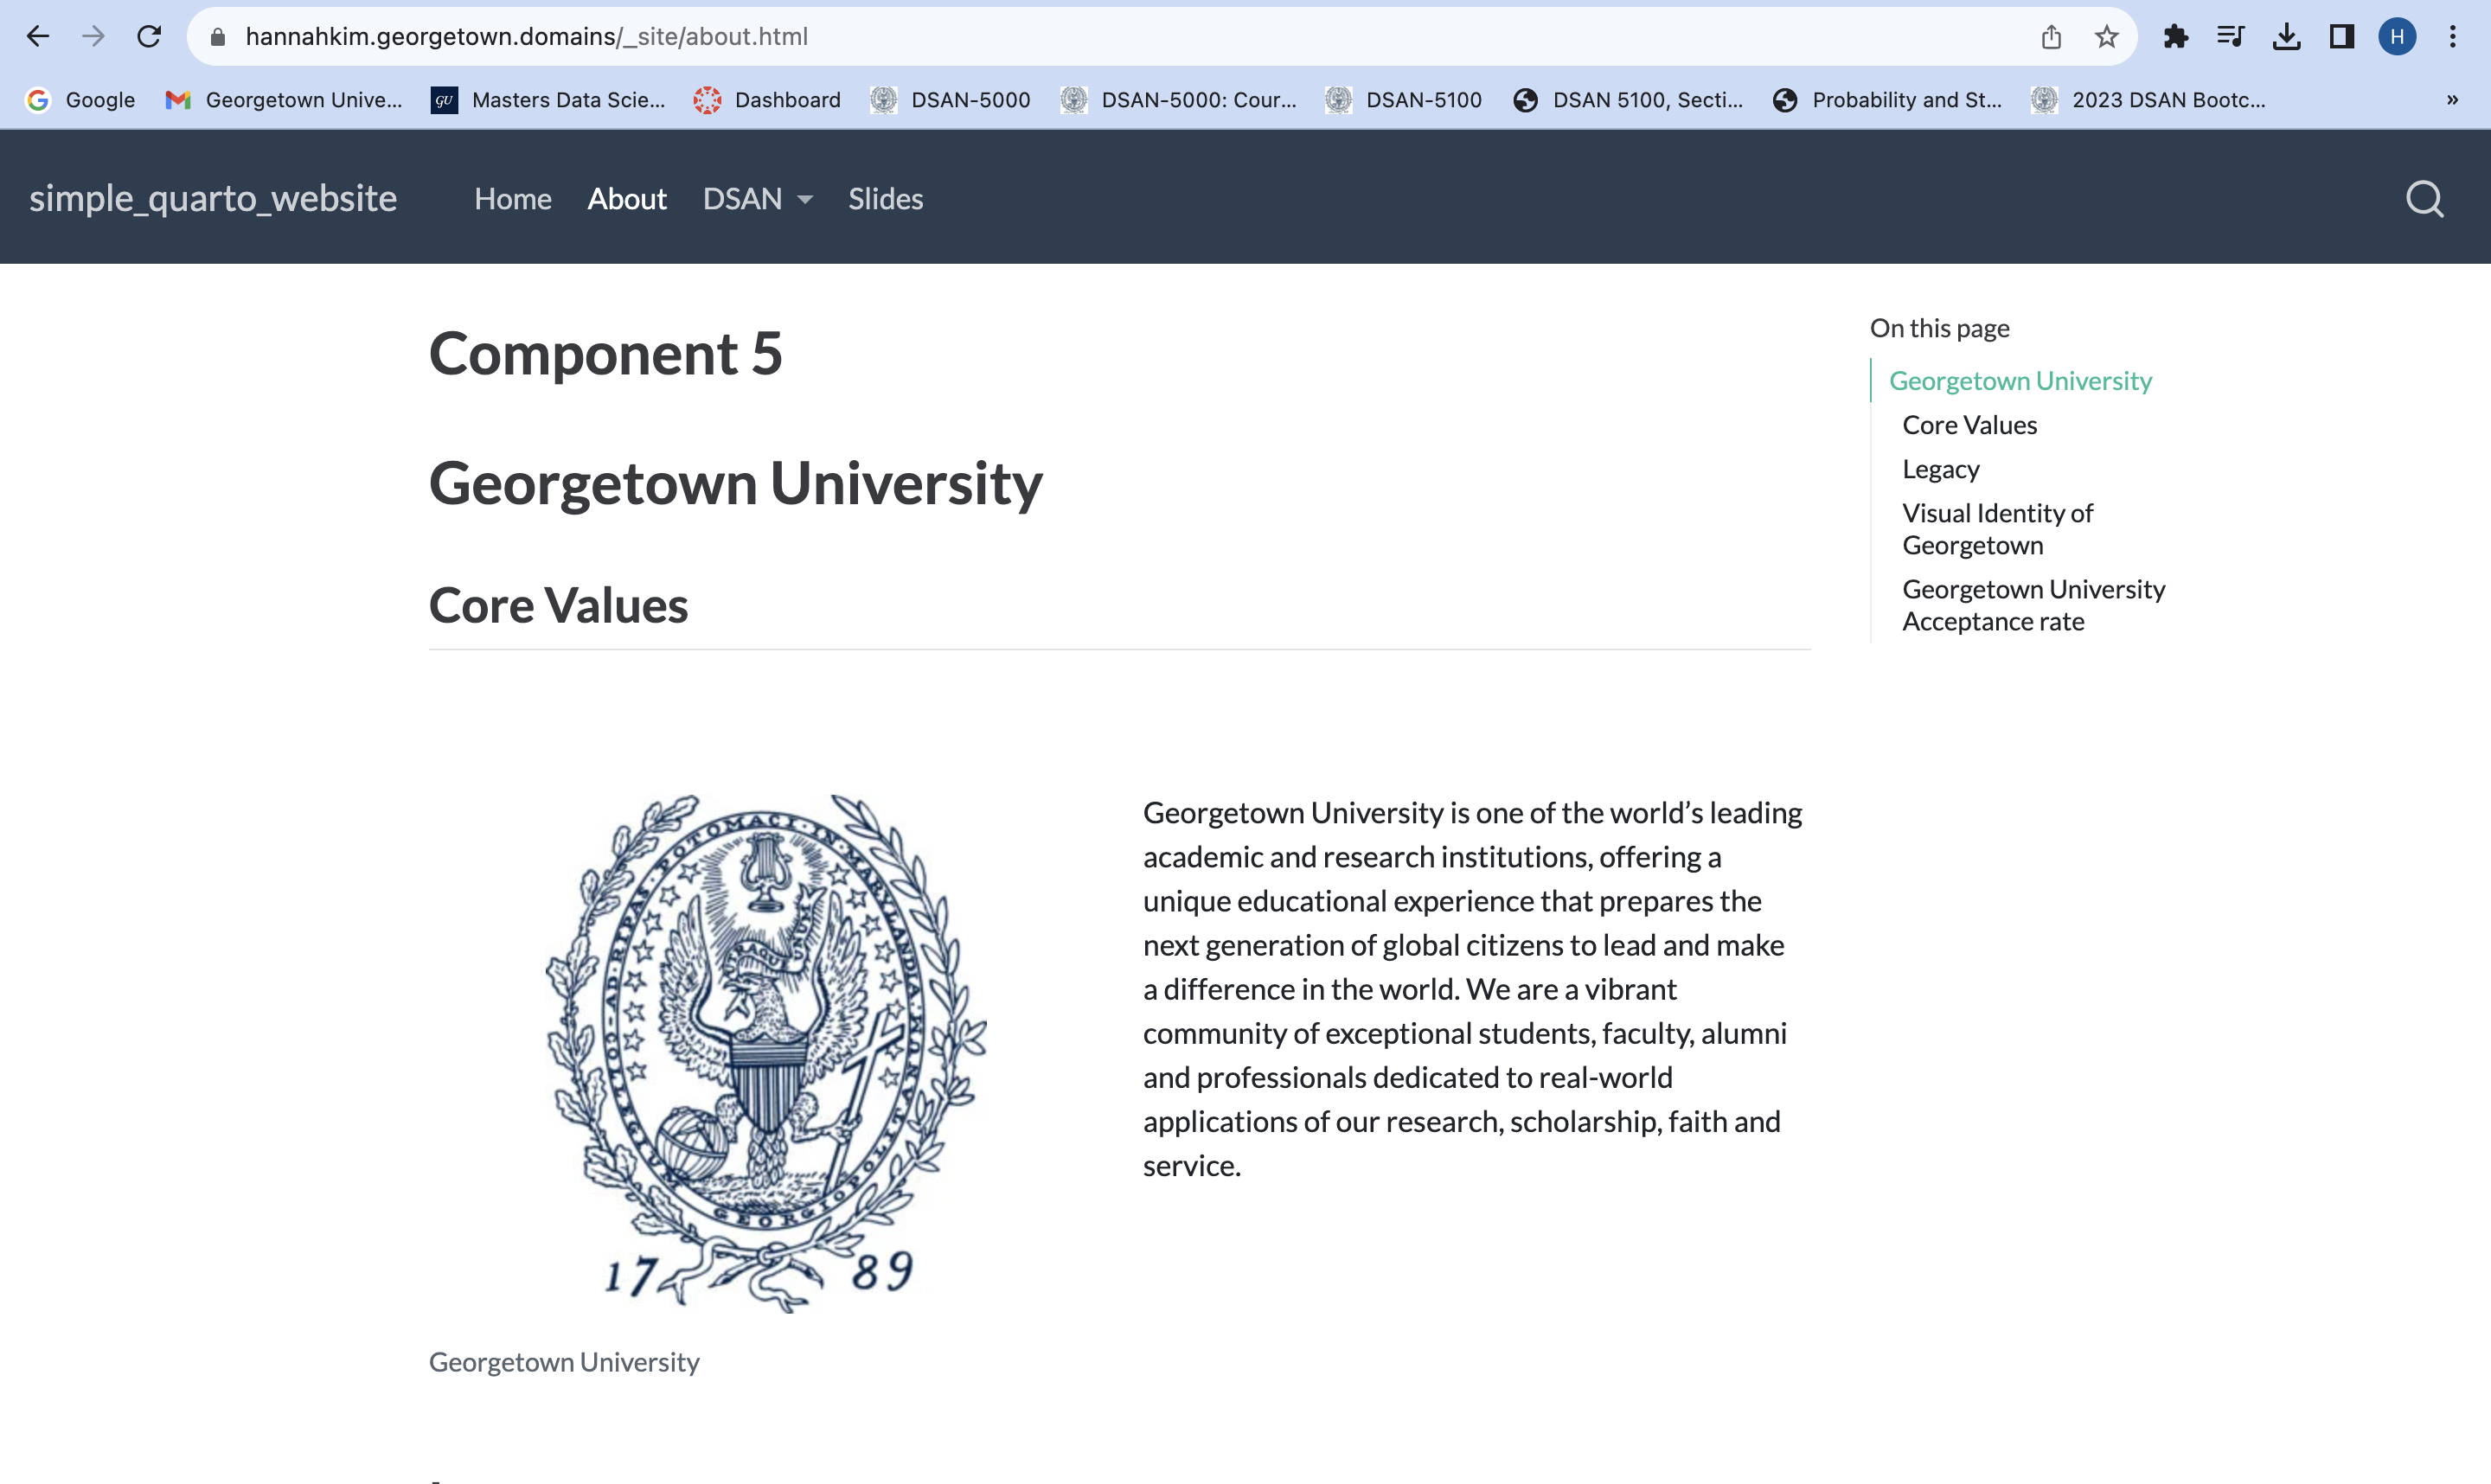 hannahkim.georgetown.domains/_site/about.html
H
Google
Georgetown Unive...
GU
Masters Data Scie...
Dashboard
DSAN-5000
DSAN-5000: Cour...
DSAN-5100
DSAN 5100, Secti...
Probability and St...
2023 DSAN Bootc...
»
simple_quarto_website
Home
About
DSAN
Slides
Component 5
Georgetown University
Core Values
On this page
Georgetown University
Core Values
Legacy
Visual Identity of
Georgetown
Georgetown University
Acceptance rate
COLLEGIUM·GEORGIOPOLITANUM·AD·RIPAS·POTOMACI·IN·MARYLANDIA
UTRAQUE UNUM
17 89
Georgetown University
Georgetown University is one of the world’s leading
academic and research institutions, offering a
unique educational experience that prepares the
next generation of global citizens to lead and make
a difference in the world. We are a vibrant
community of exceptional students, faculty, alumni
and professionals dedicated to real-world
applications of our research, scholarship, faith and
service.